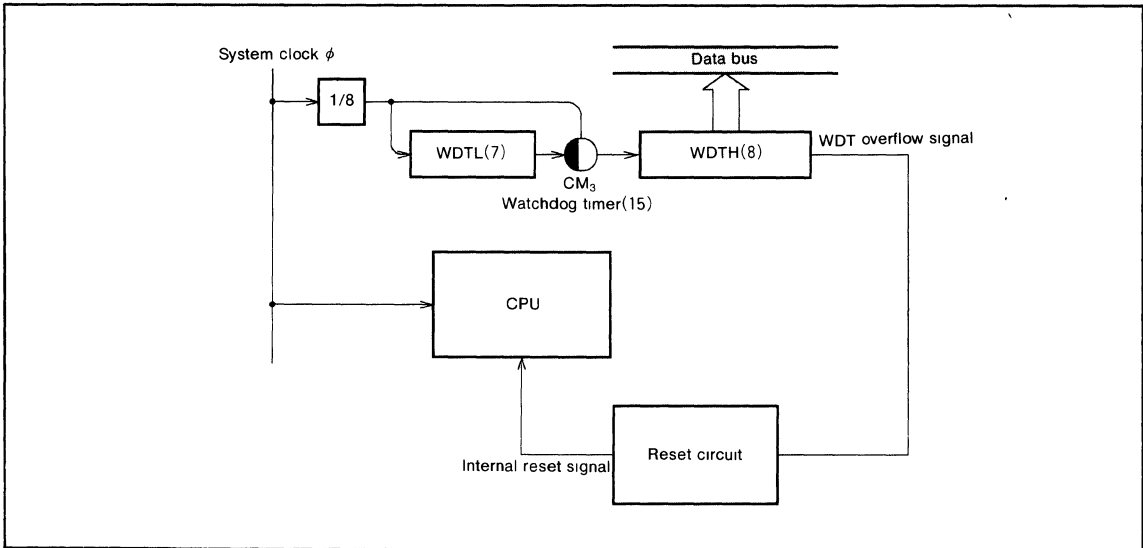 System clock φ
Data bus
1/8
WDTL(7)
WDTH(8)
WDT overflow signal
CM₃
Watchdog timer(15)
CPU
Reset circuit
Internal reset signal